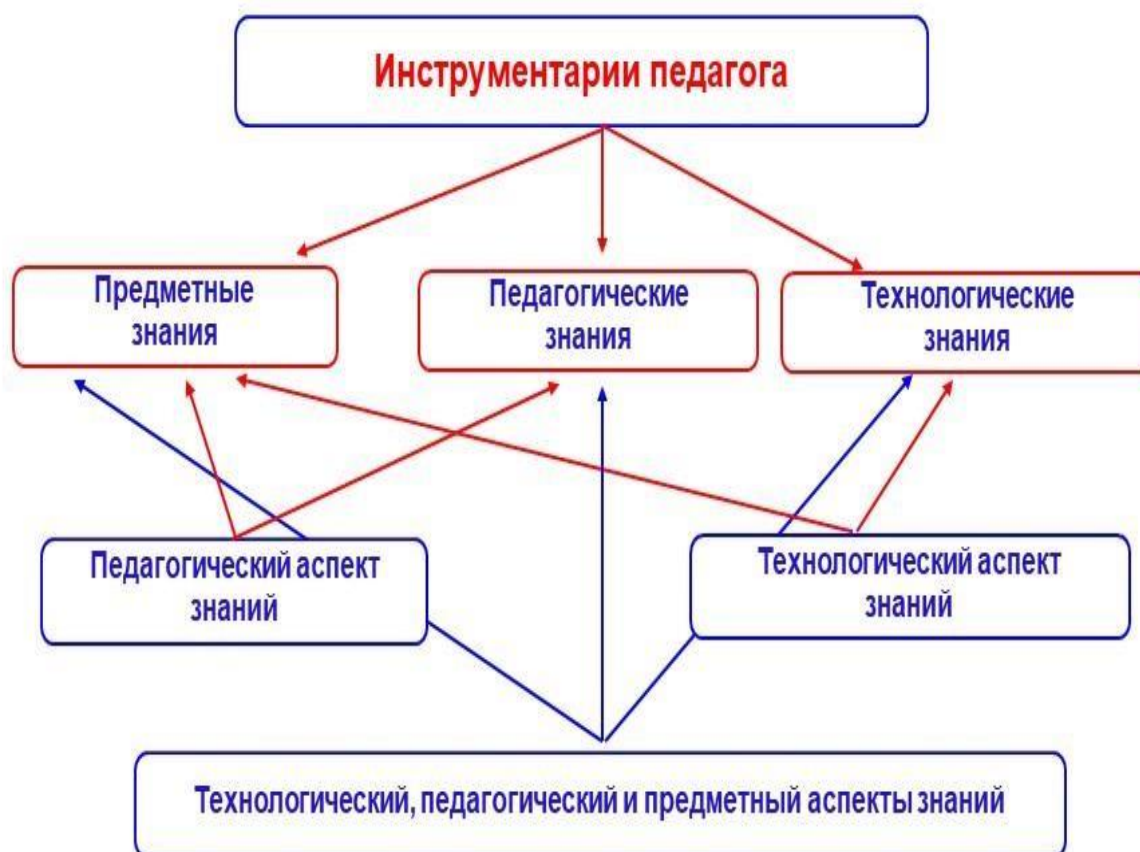 Инструментарии педагога
Предметные
знания
Педагогические
знания
Технологические
знания
Педагогический аспект
знаний
Технологический аспект
знаний
Технологический, педагогический и предметный аспекты знаний